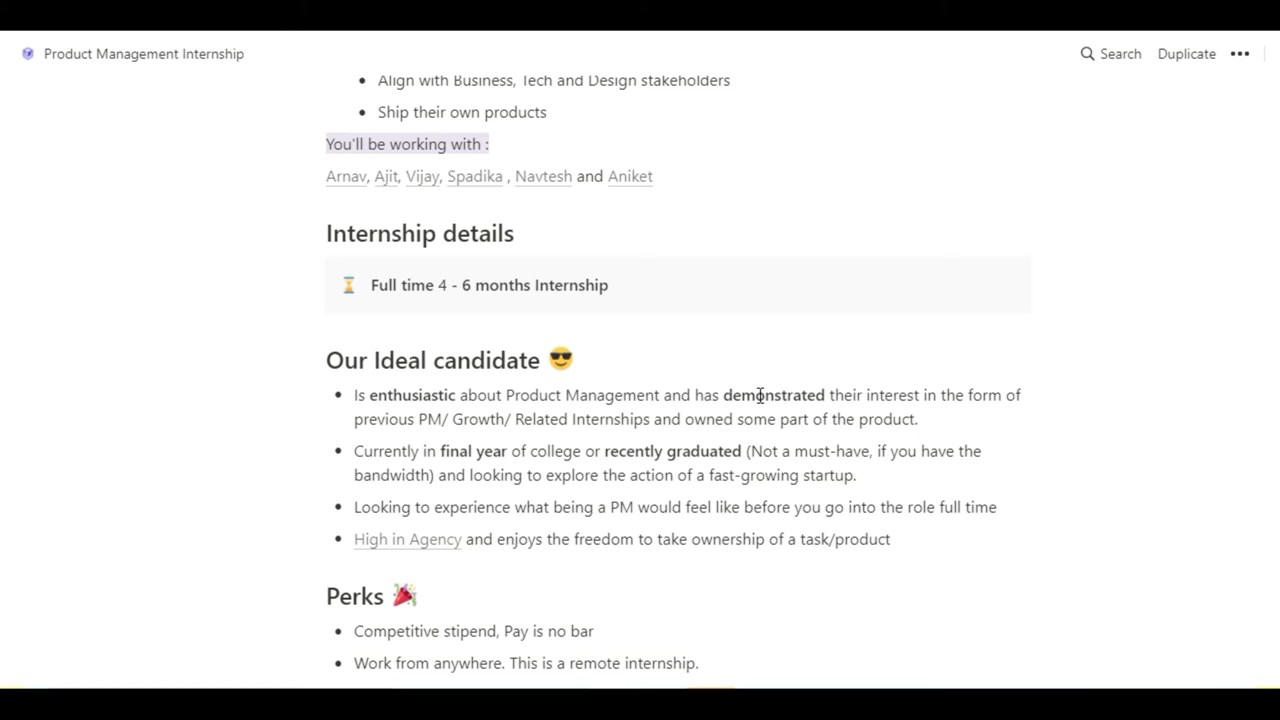 Product Management Internship
Search Duplicate
Align with Business, Tech and Design stakeholders
Ship their own products
You'll be working with :
Arnav, Ajit, Vijay, Spadika , Navtesh and Aniket
Internship details
Full time 4 - 6 months Internship
Our Ideal candidate 😎
Is enthusiastic about Product Management and has demonstrated their interest in the form of
previous PM/ Growth/ Related Internships and owned some part of the product.
Currently in final year of college or recently graduated (Not a must-have, if you have the
bandwidth) and looking to explore the action of a fast-growing startup.
Looking to experience what being a PM would feel like before you go into the role full time
High in Agency and enjoys the freedom to take ownership of a task/product
Perks 🎉
Competitive stipend, Pay is no bar
Work from anywhere. This is a remote internship.